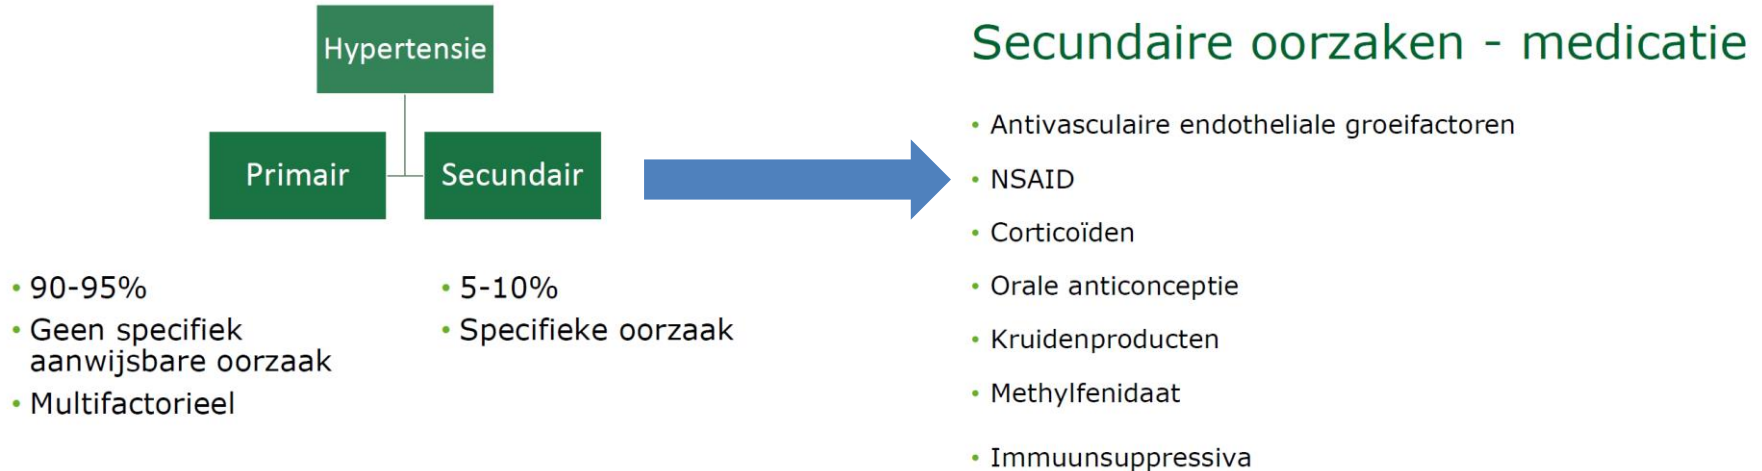 Hypertensie
Primair
Secundair
• 90-95%
• Geen specifiek
aanwijsbare oorzaak
• Multifactorieel
• 5-10%
• Specifieke oorzaak
Secundaire oorzaken - medicatie
• Antivasculaire endotheliale groeifactoren
• NSAID
• Corticoïden
• Orale anticonceptie
• Kruidenproducten
• Methylfenidaat
• Immuunsuppressiva